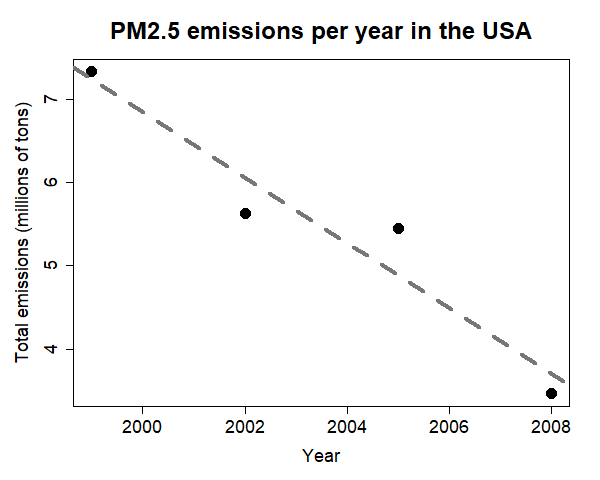 PM2.5 emissions per year in the USA
Total emissions (millions of tons)
7
6
5
4
2000 2002 2004 2006 2008
Year